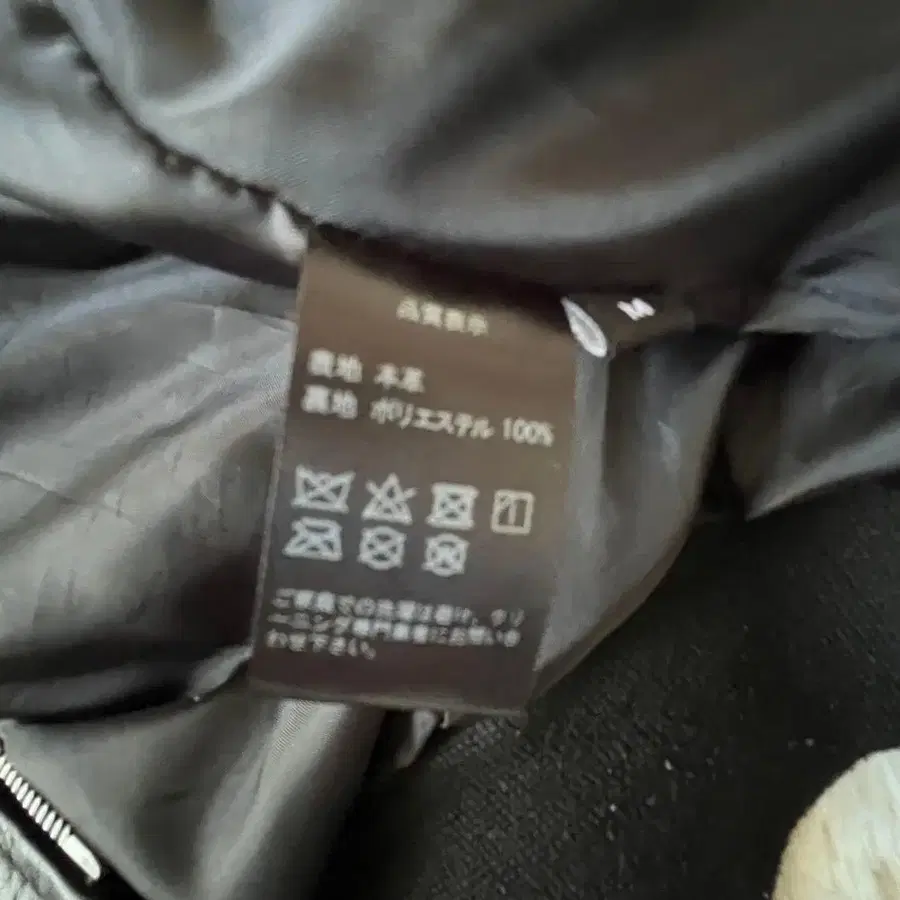 品質表示
M
表地 本革
裏地 ポリエステル 100%
ご家庭での洗濯は避け、クリ
ーニング専門業者にお問い合
わせ下さい。